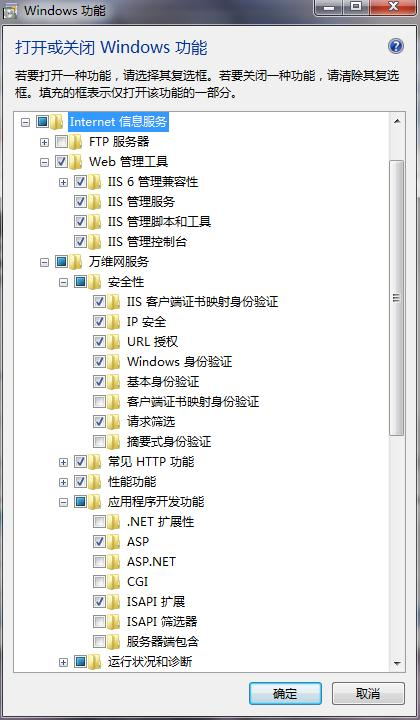 Windows 功能
打开或关闭 Windows 功能
若要打开一种功能，请选择其复选框。若要关闭一种功能，请清除其复选
框。填充的框表示仅打开该功能的一部分。
Internet 信息服务
FTP 服务器
Web 管理工具
IIS 6 管理兼容性
IIS 管理服务
IIS 管理脚本和工具
IIS 管理控制台
万维网服务
安全性
IIS 客户端证书映射身份验证
IP 安全
URL 授权
Windows 身份验证
基本身份验证
客户端证书映射身份验证
请求筛选
摘要式身份验证
常见 HTTP 功能
性能功能
应用程序开发功能
.NET 扩展性
ASP
ASP.NET
CGI
ISAPI 扩展
ISAPI 筛选器
服务器端包含
运行状况和诊断
确定
取消